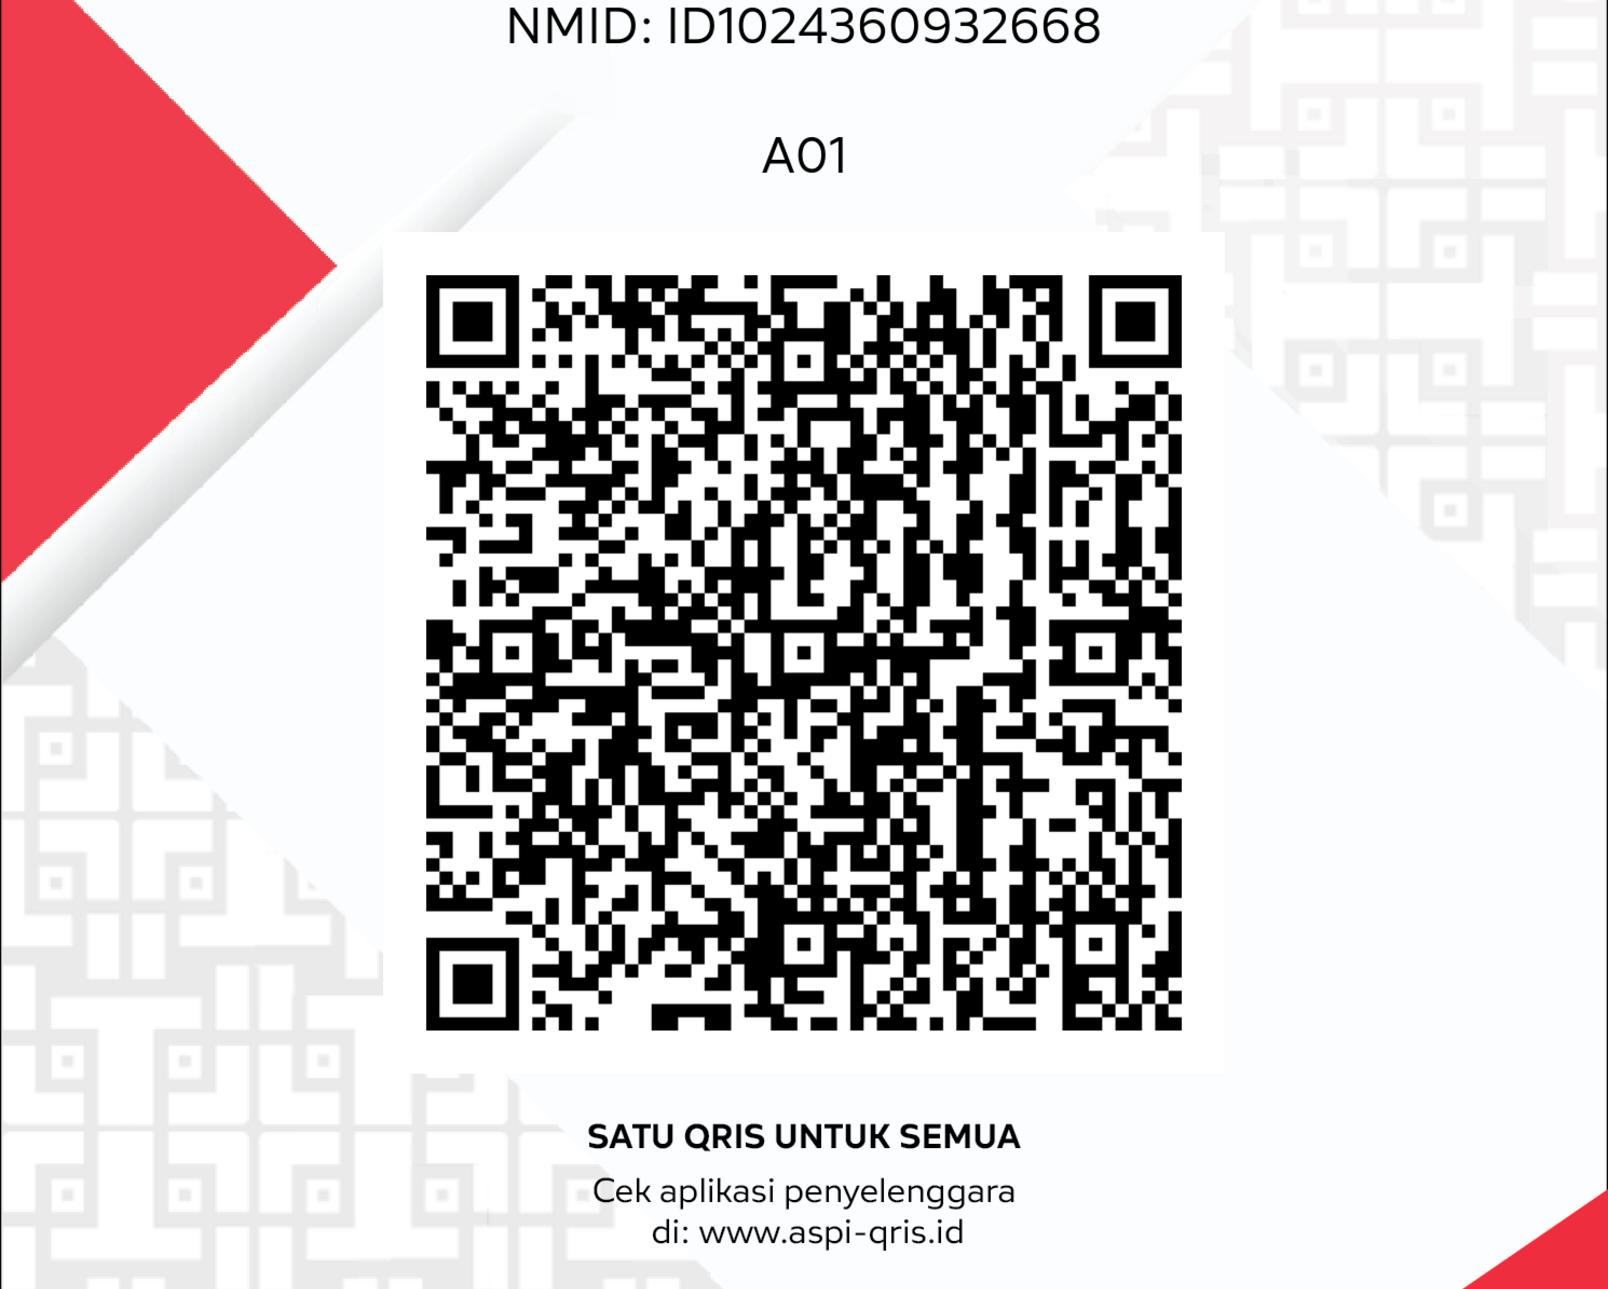 NMID: ID1024360932668
A01
SATU QRIS UNTUK SEMUA
Cek aplikasi penyelenggara
di: www.aspi-qris.id